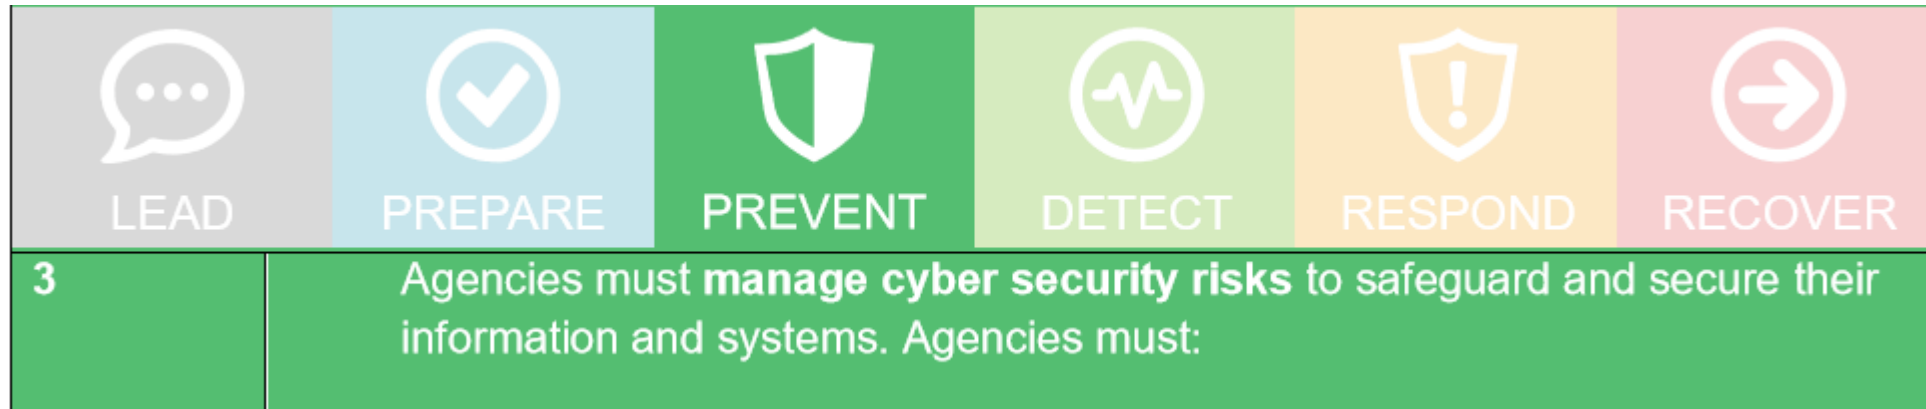 LEAD PREPARE PREVENT DETECT RESPOND RECOVER
3 Agencies must manage cyber security risks to safeguard and secure their
information and systems. Agencies must: